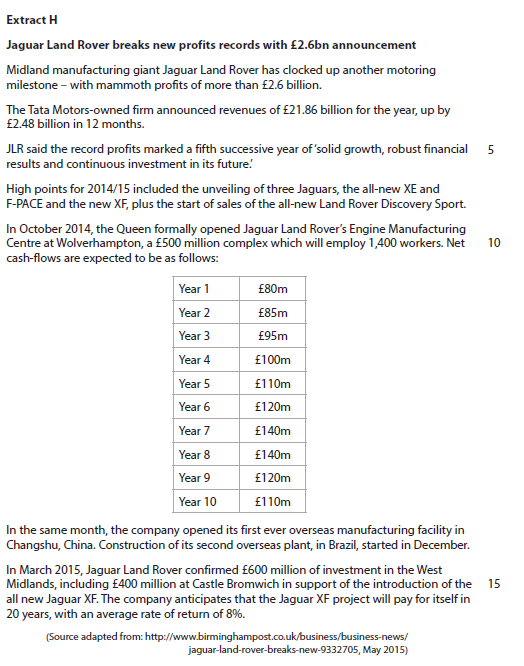 Extract H
Jaguar Land Rover breaks new profits records with £2.6bn announcement
Midland manufacturing giant Jaguar Land Rover has clocked up another motoring
milestone – with mammoth profits of more than £2.6 billion.
The Tata Motors-owned firm announced revenues of £21.86 billion for the year, up by
£2.48 billion in 12 months.
JLR said the record profits marked a fifth successive year of ‘solid growth, robust financial 5
results and continuous investment in its future.’
High points for 2014/15 included the unveiling of three Jaguars, the all-new XE and
F-PACE and the new XF, plus the start of sales of the all-new Land Rover Discovery Sport.
In October 2014, the Queen formally opened Jaguar Land Rover’s Engine Manufacturing
Centre at Wolverhampton, a £500 million complex which will employ 1,400 workers. Net 10
cash-flows are expected to be as follows:
Year 1 £80m
Year 2 £85m
Year 3 £95m
Year 4 £100m
Year 5 £110m
Year 6 £120m
Year 7 £140m
Year 8 £140m
Year 9 £120m
Year 10 £110m
In the same month, the company opened its first ever overseas manufacturing facility in
Changshu, China. Construction of its second overseas plant, in Brazil, started in December.
In March 2015, Jaguar Land Rover confirmed £600 million of investment in the West
Midlands, including £400 million at Castle Bromwich in support of the introduction of the 15
all new Jaguar XF. The company anticipates that the Jaguar XF project will pay for itself in
20 years, with an average rate of return of 8%.
(Source adapted from: http://www.birminghampost.co.uk/business/business-news/
jaguar-land-rover-breaks-new-9332705, May 2015)